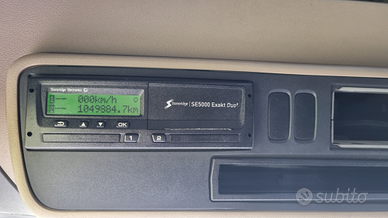 Stoneridge Electronics
000km/h
1049884.7km
OK
1
2
Stoneridge | SE5000 Exakt Duo²
subito